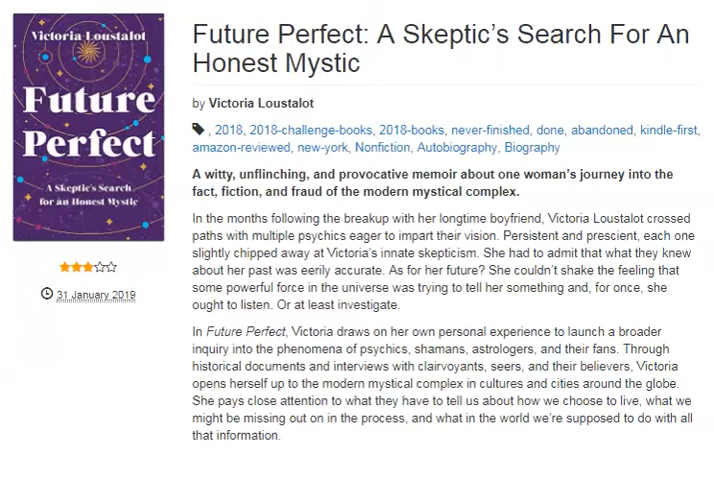 Victoria Loustalot
Future
Perfect
A Skeptic's Search
for an Honest Mystic
31 January 2019
Future Perfect: A Skeptic's Search For An
Honest Mystic
by Victoria Loustalot
, 2018, 2018-challenge-books, 2018-books, never-finished, done, abandoned, kindle-first,
amazon-reviewed, new-york, Nonfiction, Autobiography, Biography
A witty, unflinching, and provocative memoir about one woman's journey into the
fact, fiction, and fraud of the modern mystical complex.
In the months following the breakup with her longtime boyfriend, Victoria Loustalot crossed
paths with multiple psychics eager to impart their vision. Persistent and prescient, each one
slightly chipped away at Victoria's innate skepticism. She had to admit that what they knew
about her past was eerily accurate. As for her future? She couldn't shake the feeling that
some powerful force in the universe was trying to tell her something and, for once, she
ought to listen. Or at least investigate.
In Future Perfect, Victoria draws on her own personal experience to launch a broader
inquiry into the phenomena of psychics, shamans, astrologers, and their fans. Through
historical documents and interviews with clairvoyants, seers, and their believers, Victoria
opens herself up to the modern mystical complex in cultures and cities around the globe.
She pays close attention to what they have to tell us about how we choose to live, what we
might be missing out on in the process, and what in the world we're supposed to do with all
that information.